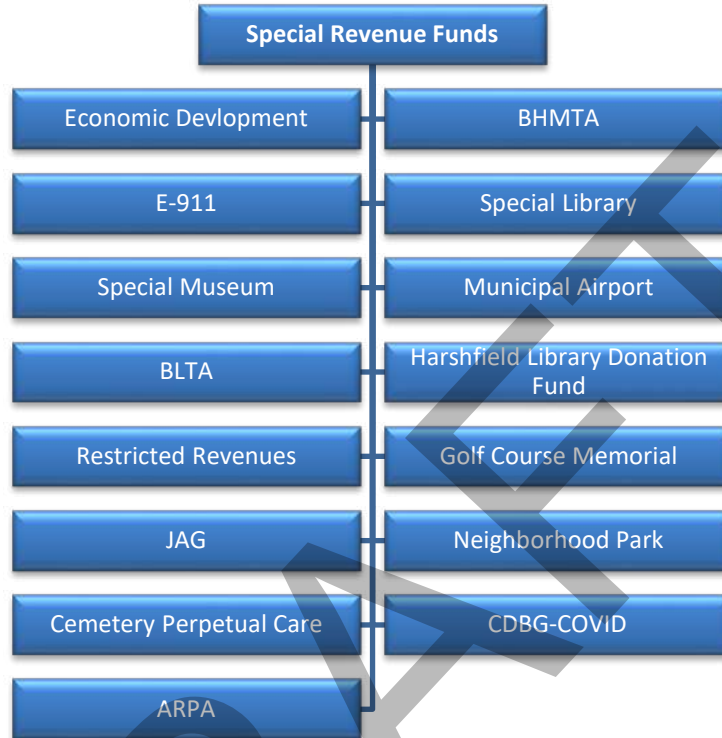 Special Revenue Funds
Economic Devlopment
BHMTA
E-911
Special Library
Special Museum
Municipal Airport
BLTA
Harshfield Library Donation
Fund
Restricted Revenues
Golf Course Memorial
JAG
Neighborhood Park
Cemetery Perpetual Care
CDBG-COVID
ARPA